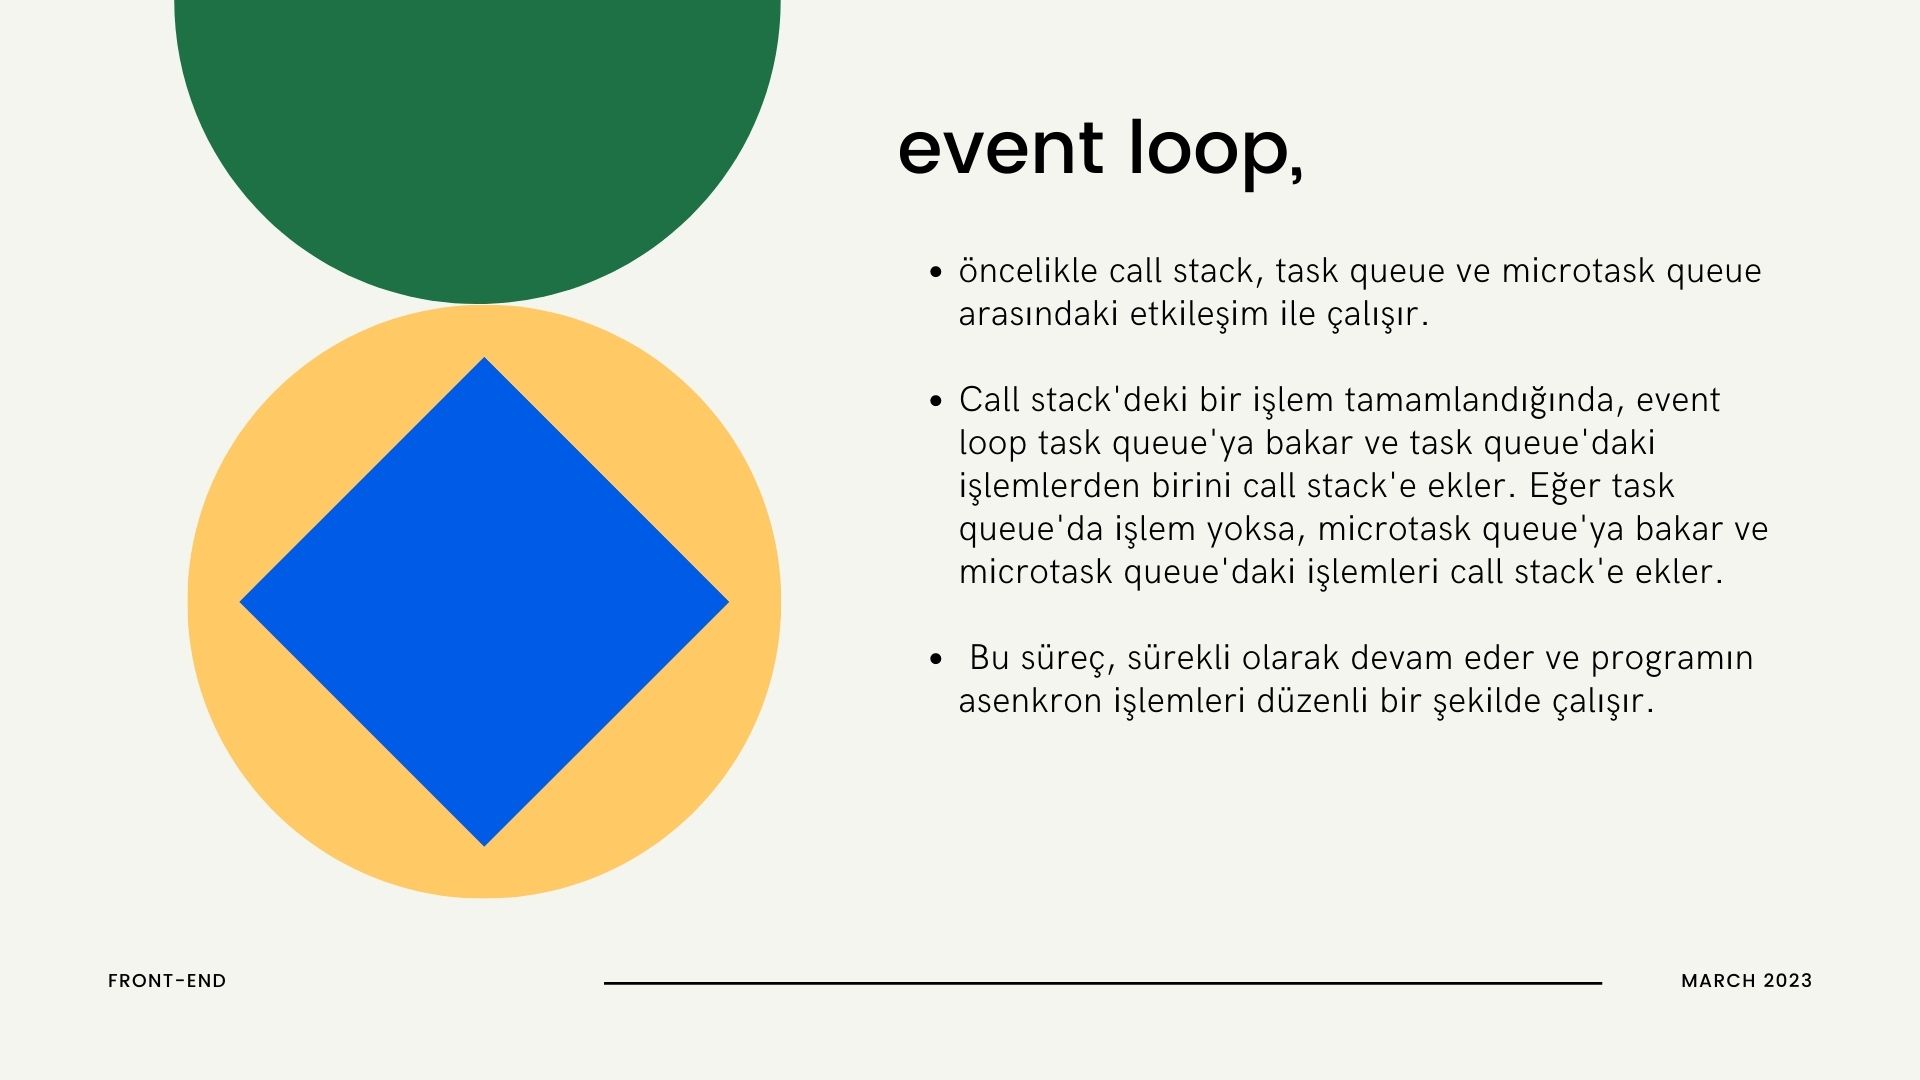 event loop,
öncelikle call stack, task queue ve microtask queue
arasındaki etkileşim ile çalışır.
Call stack'deki bir işlem tamamlandığında, event
loop task queue'ya bakar ve task queue'daki
işlemlerden birini call stack'e ekler. Eğer task
queue'da işlem yoksa, microtask queue'ya bakar ve
microtask queue'daki işlemleri call stack'e ekler.
Bu süreç, sürekli olarak devam eder ve programın
asenkron işlemleri düzenli bir şekilde çalışır.
FRONT-END
MARCH 2023